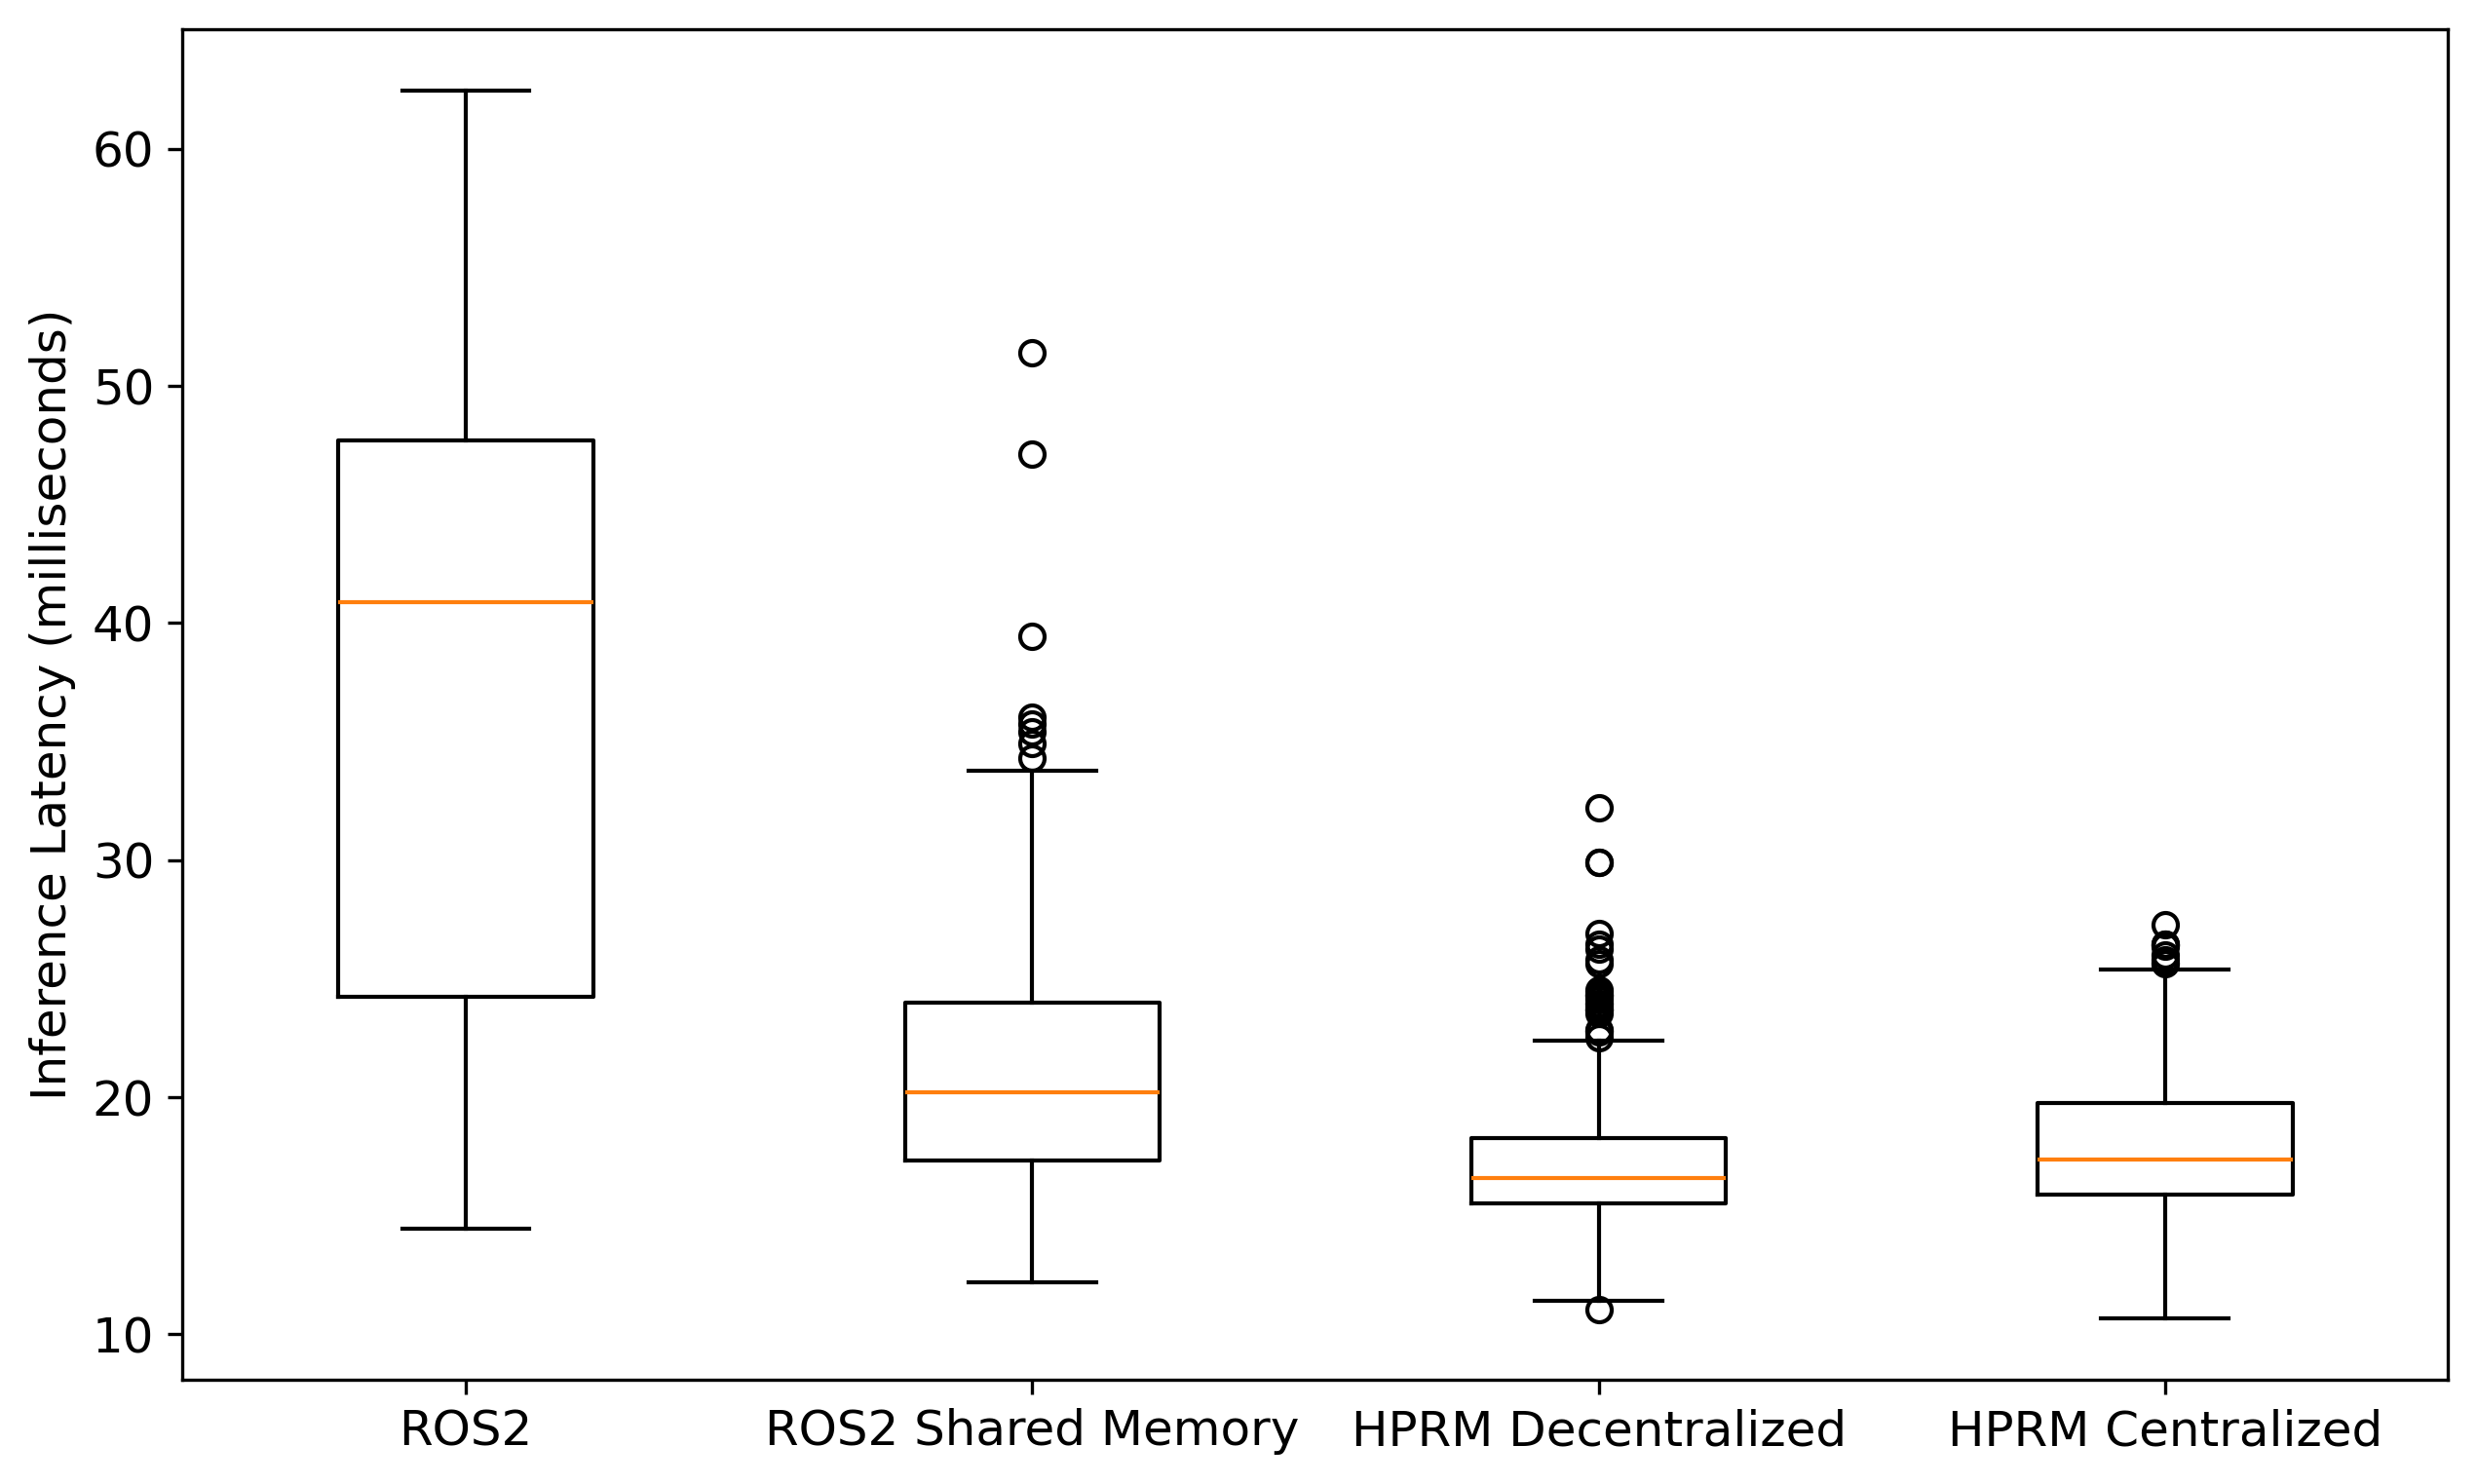 Inference Latency (milliseconds)
60
50
40
30
20
10
ROS2
ROS2 Shared Memory
HPRM Decentralized
HPRM Centralized